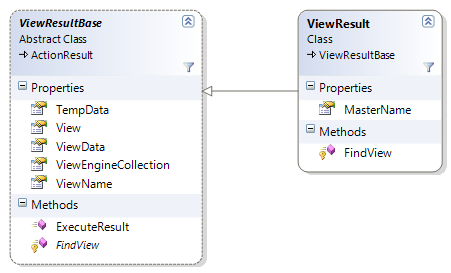 ViewResultBase
Abstract Class
ActionResult
Properties
TempData
View
ViewData
ViewEngineCollection
ViewName
Methods
ExecuteResult
FindView
ViewResult
Class
ViewResultBase
Properties
MasterName
Methods
FindView